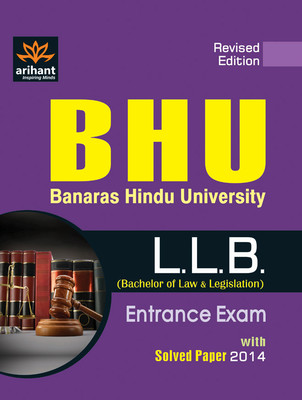 Revised
Edition
arihant
Inspiring Minds
BHU
Banaras Hindu University
L.L.B.
(Bachelor of Law & Legislation)
Entrance Exam
with
Solved Paper 2014